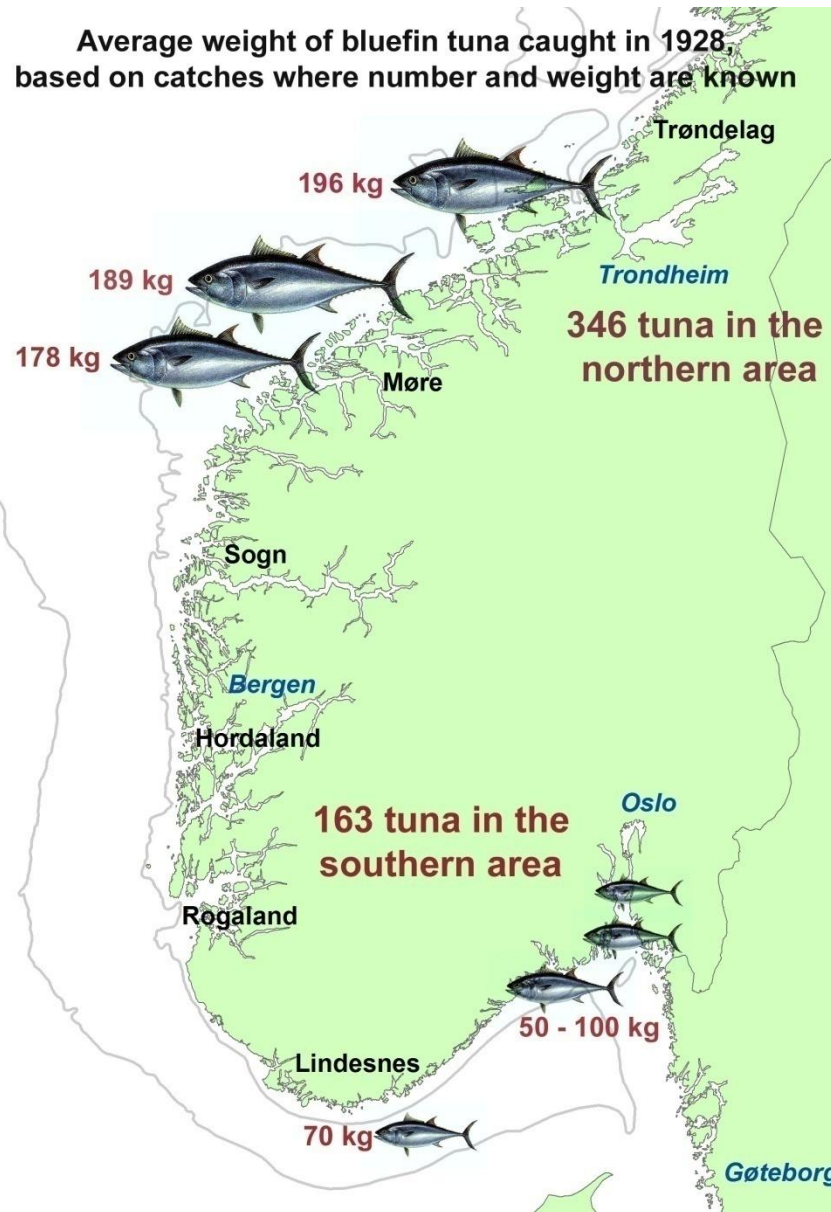 Average weight of bluefin tuna caught in 1928,
based on catches where number and weight are known
Trøndelag
196 kg
Trondheim
189 kg
346 tuna in the
northern area
178 kg
Møre
Sogn
Bergen
Hordaland
163 tuna in the
southern area
Oslo
Rogaland
50 - 100 kg
Lindesnes
70 kg
Gøteborg